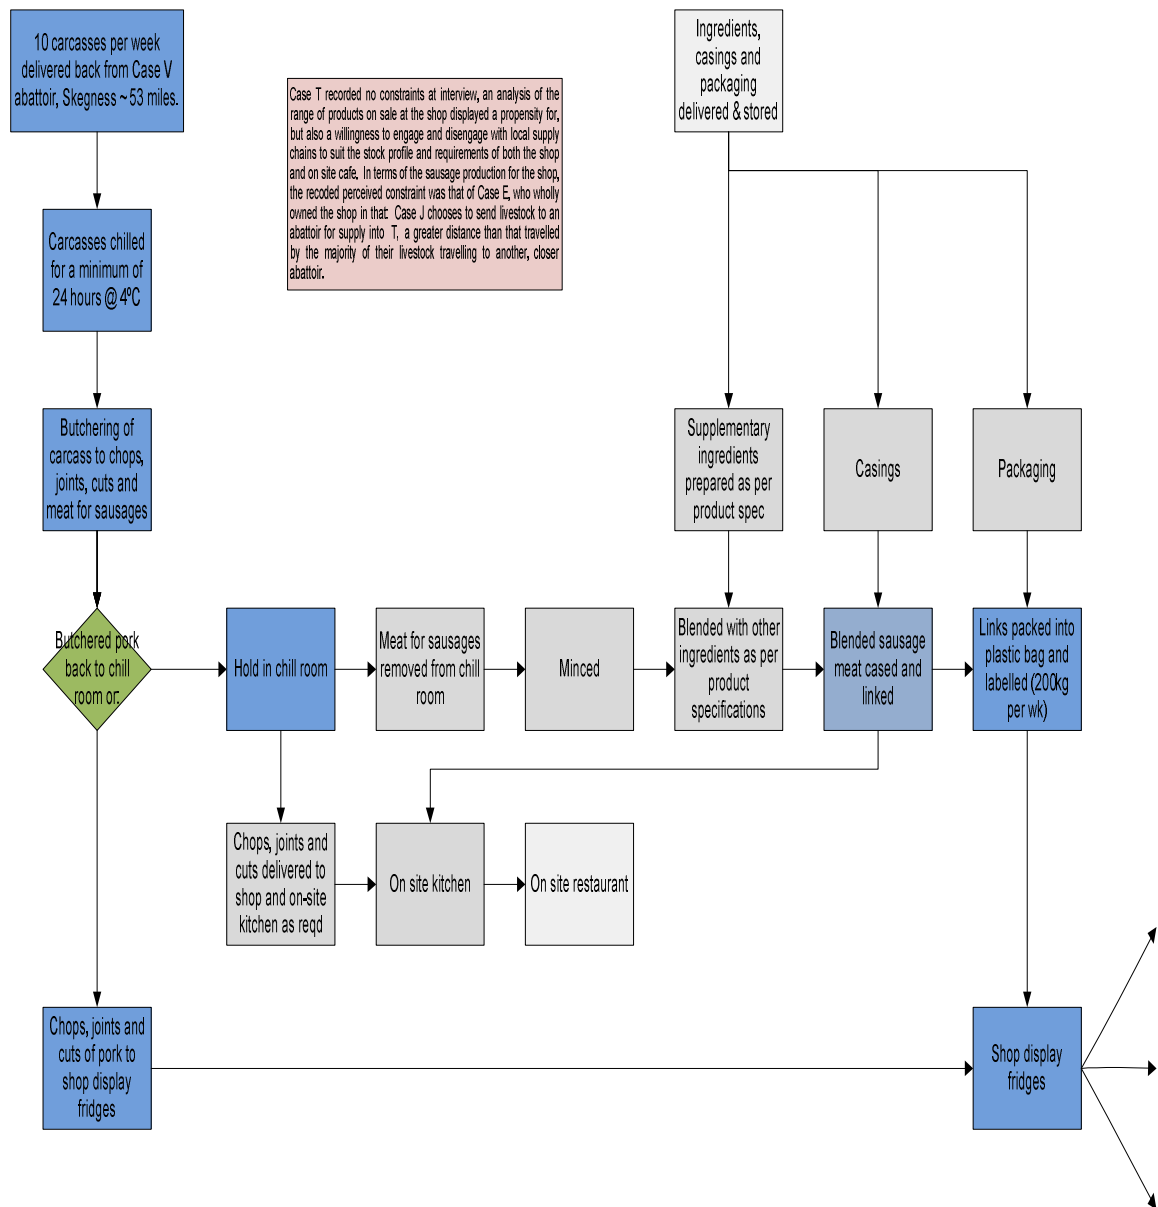 10 carcasses per week
delivered back from Case V
abattoir, Skegness ~ 53 miles.
Ingredients,
casings and
packaging
delivered & stored
Case T recorded no constraints at interview, an analysis of the
range of products on sale at the shop displayed a propensity for,
but also a willingness to engage and disengage with local supply
chains to suit the stock profile and requirements of both the shop
and on site cafe. In terms of the sausage production for the shop,
the recoded perceived constraint was that of Case E, who wholly
owned the shop in that: Case J chooses to send livestock to an
abattoir for supply into T, a greater distance than that travelled
by the majority of their livestock travelling to another, closer
abattoir.
Carcasses chilled
for a minimum of
24 hours @ 4ºC
Butchering of
carcass to chops,
joints, cuts and
meat for sausages
Supplementary
ingredients
prepared as per
product spec
Casings
Packaging
Butchered pork
back to chill
room or:
Hold in chill room
Meat for sausages
removed from chill
room
Minced
Blended with other
ingredients as per
product
specifications
Blended sausage
meat cased and
linked
Links packed into
plastic bag and
labelled (200kg
per wk)
Chops, joints and
cuts delivered to
shop and on-site
kitchen as reqd
On site kitchen
On site restaurant
Chops, joints and
cuts of pork to
shop display
fridges
Shop display
fridges